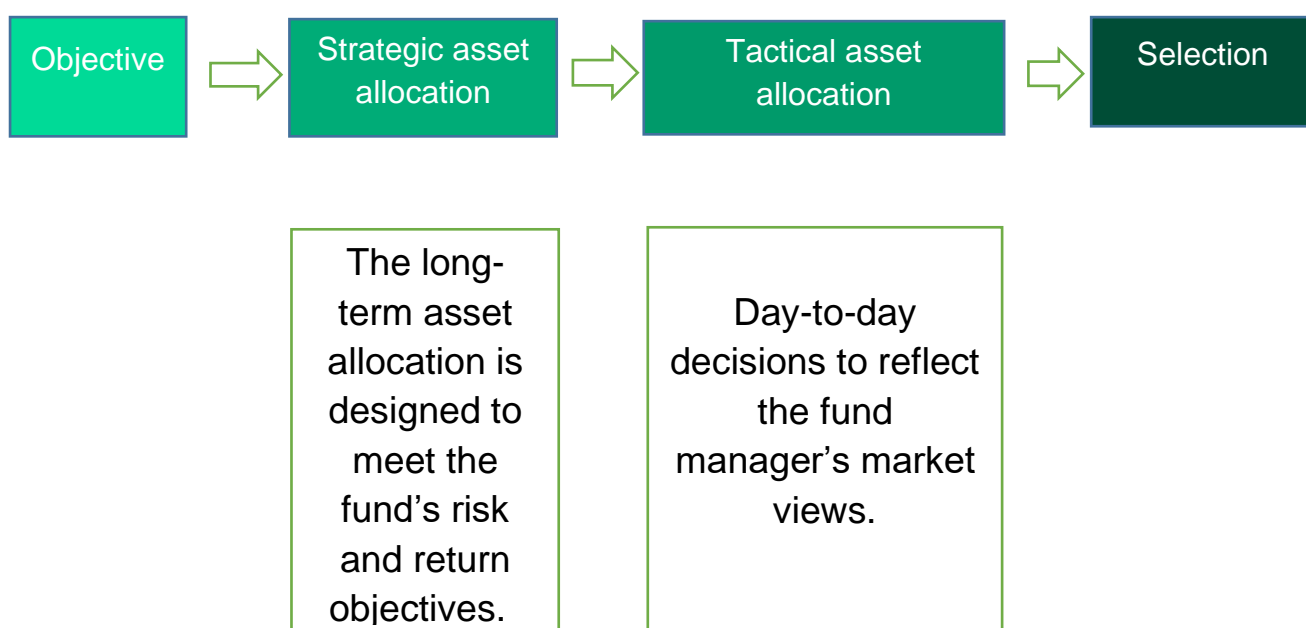 Objective
Strategic asset
allocation
Tactical asset
allocation
Selection
The long-
term asset
allocation is
designed to
meet the
fund’s risk
and return
objectives.
Day-to-day
decisions to reflect
the fund
manager’s market
views.